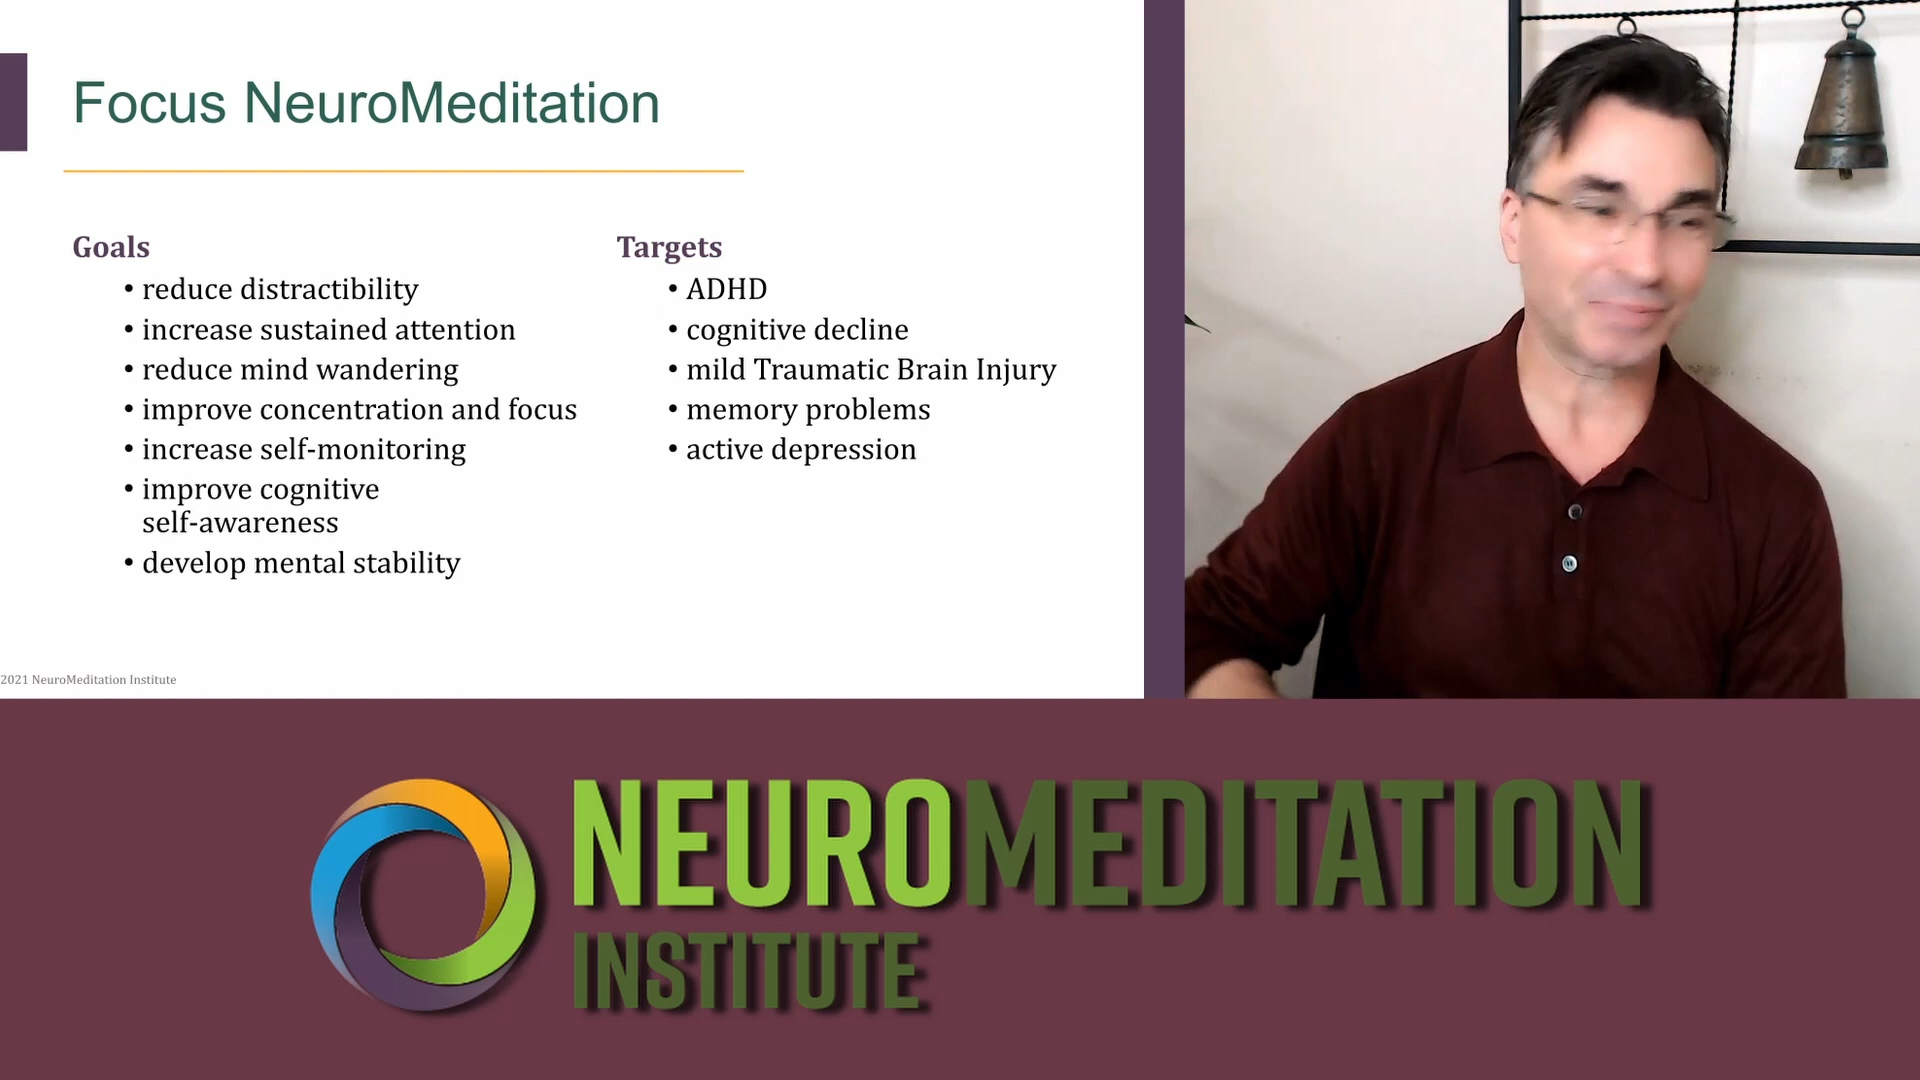 Focus NeuroMeditation
Goals
• reduce distractibility
• increase sustained attention
• reduce mind wandering
• improve concentration and focus
• increase self-monitoring
• improve cognitive
self-awareness
• develop mental stability
Targets
• ADHD
• cognitive decline
• mild Traumatic Brain Injury
• memory problems
• active depression
2021 NeuroMeditation Institute
NEUROMEDITATION
INSTITUTE